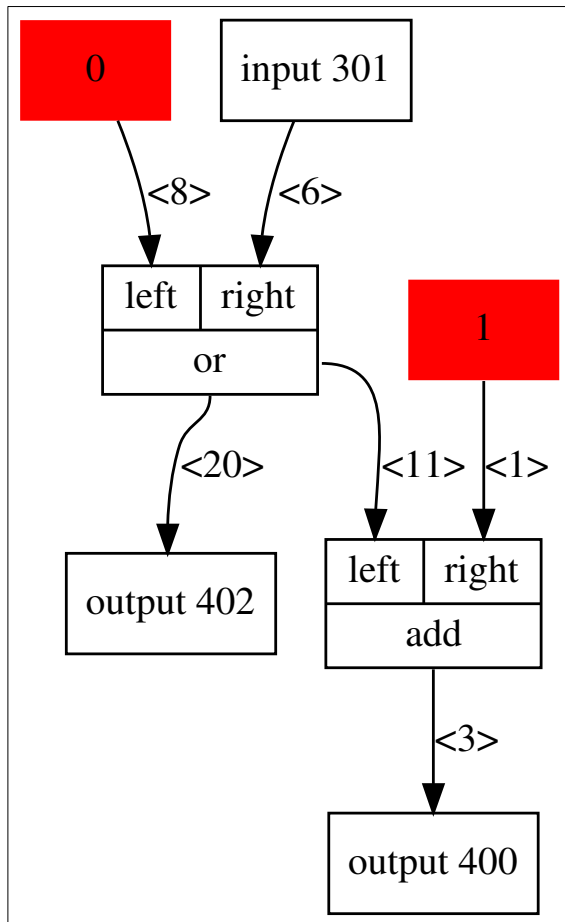 0
input 301
<8>
<6>
left right
or
1
<20>
<11>
<1>
output 402
left right
add
<3>
output 400